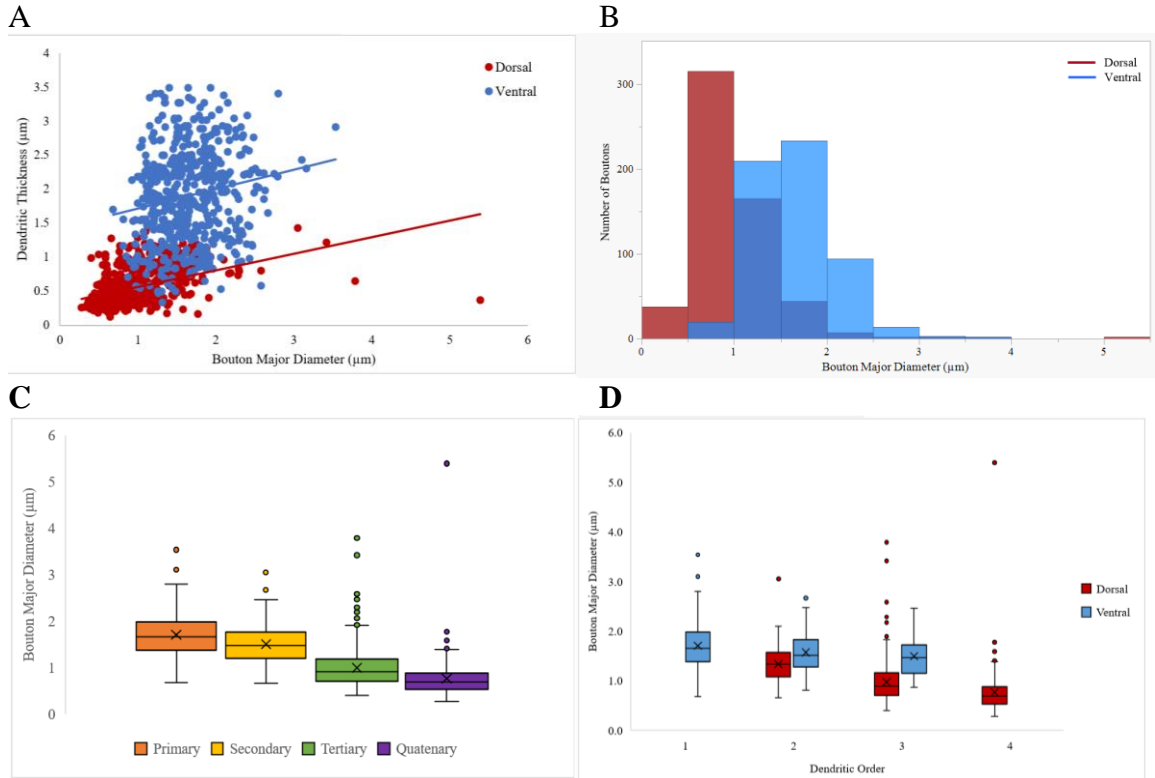 A
B
4
3.5
3
2.5
2
1.5
1
0.5
0
Dendritic Thickness (µm)
0 1 2 3 4 5 6
Bouton Major Diameter (µm)
Dorsal
Ventral
300
200
100
0
Number of Boutons
0 1 2 3 4 5
Bouton Major Diameter (µm)
Dorsal
Ventral
C
D
6
5
4
3
2
1
0
Bouton Major Diameter (µm)
Primary Secondary Tertiary Quatenary
6.0
5.0
4.0
3.0
2.0
1.0
0.0
Bouton Major Diameter (µm)
1 2 3 4
Dendritic Order
Dorsal
Ventral